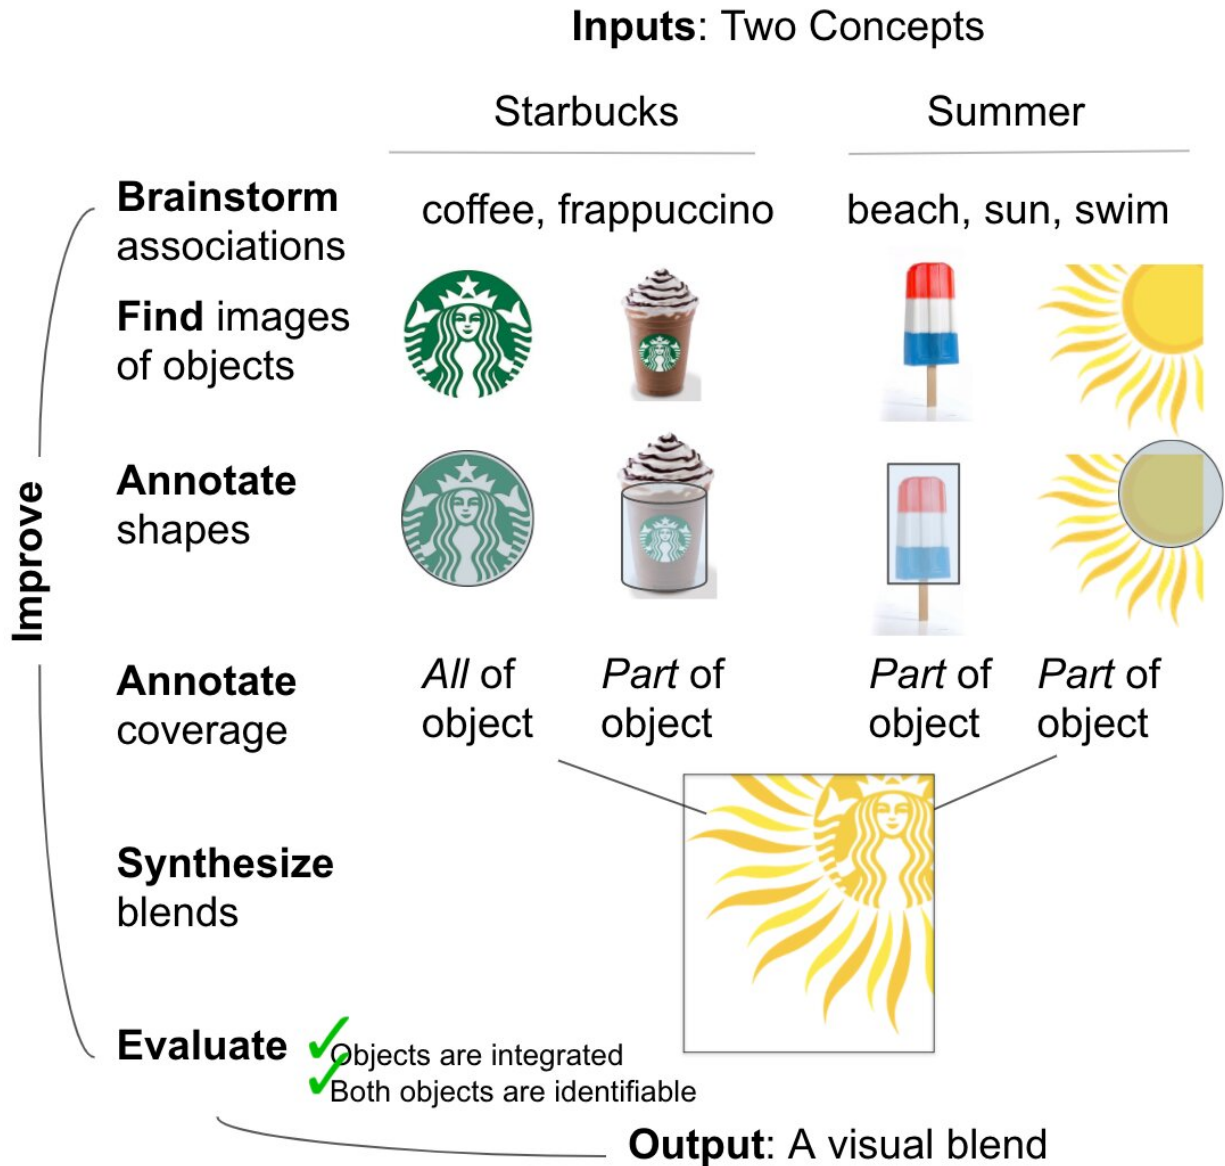 Inputs: Two Concepts
Starbucks
Summer
Brainstorm
associations
coffee, frappuccino
beach, sun, swim
Find images
of objects
Annotate
shapes
Improve
Annotate
coverage
All of
object
Part of
object
Part of
object
Part of
object
Synthesize
blends
Evaluate
Objects are integrated
Both objects are identifiable
Output: A visual blend